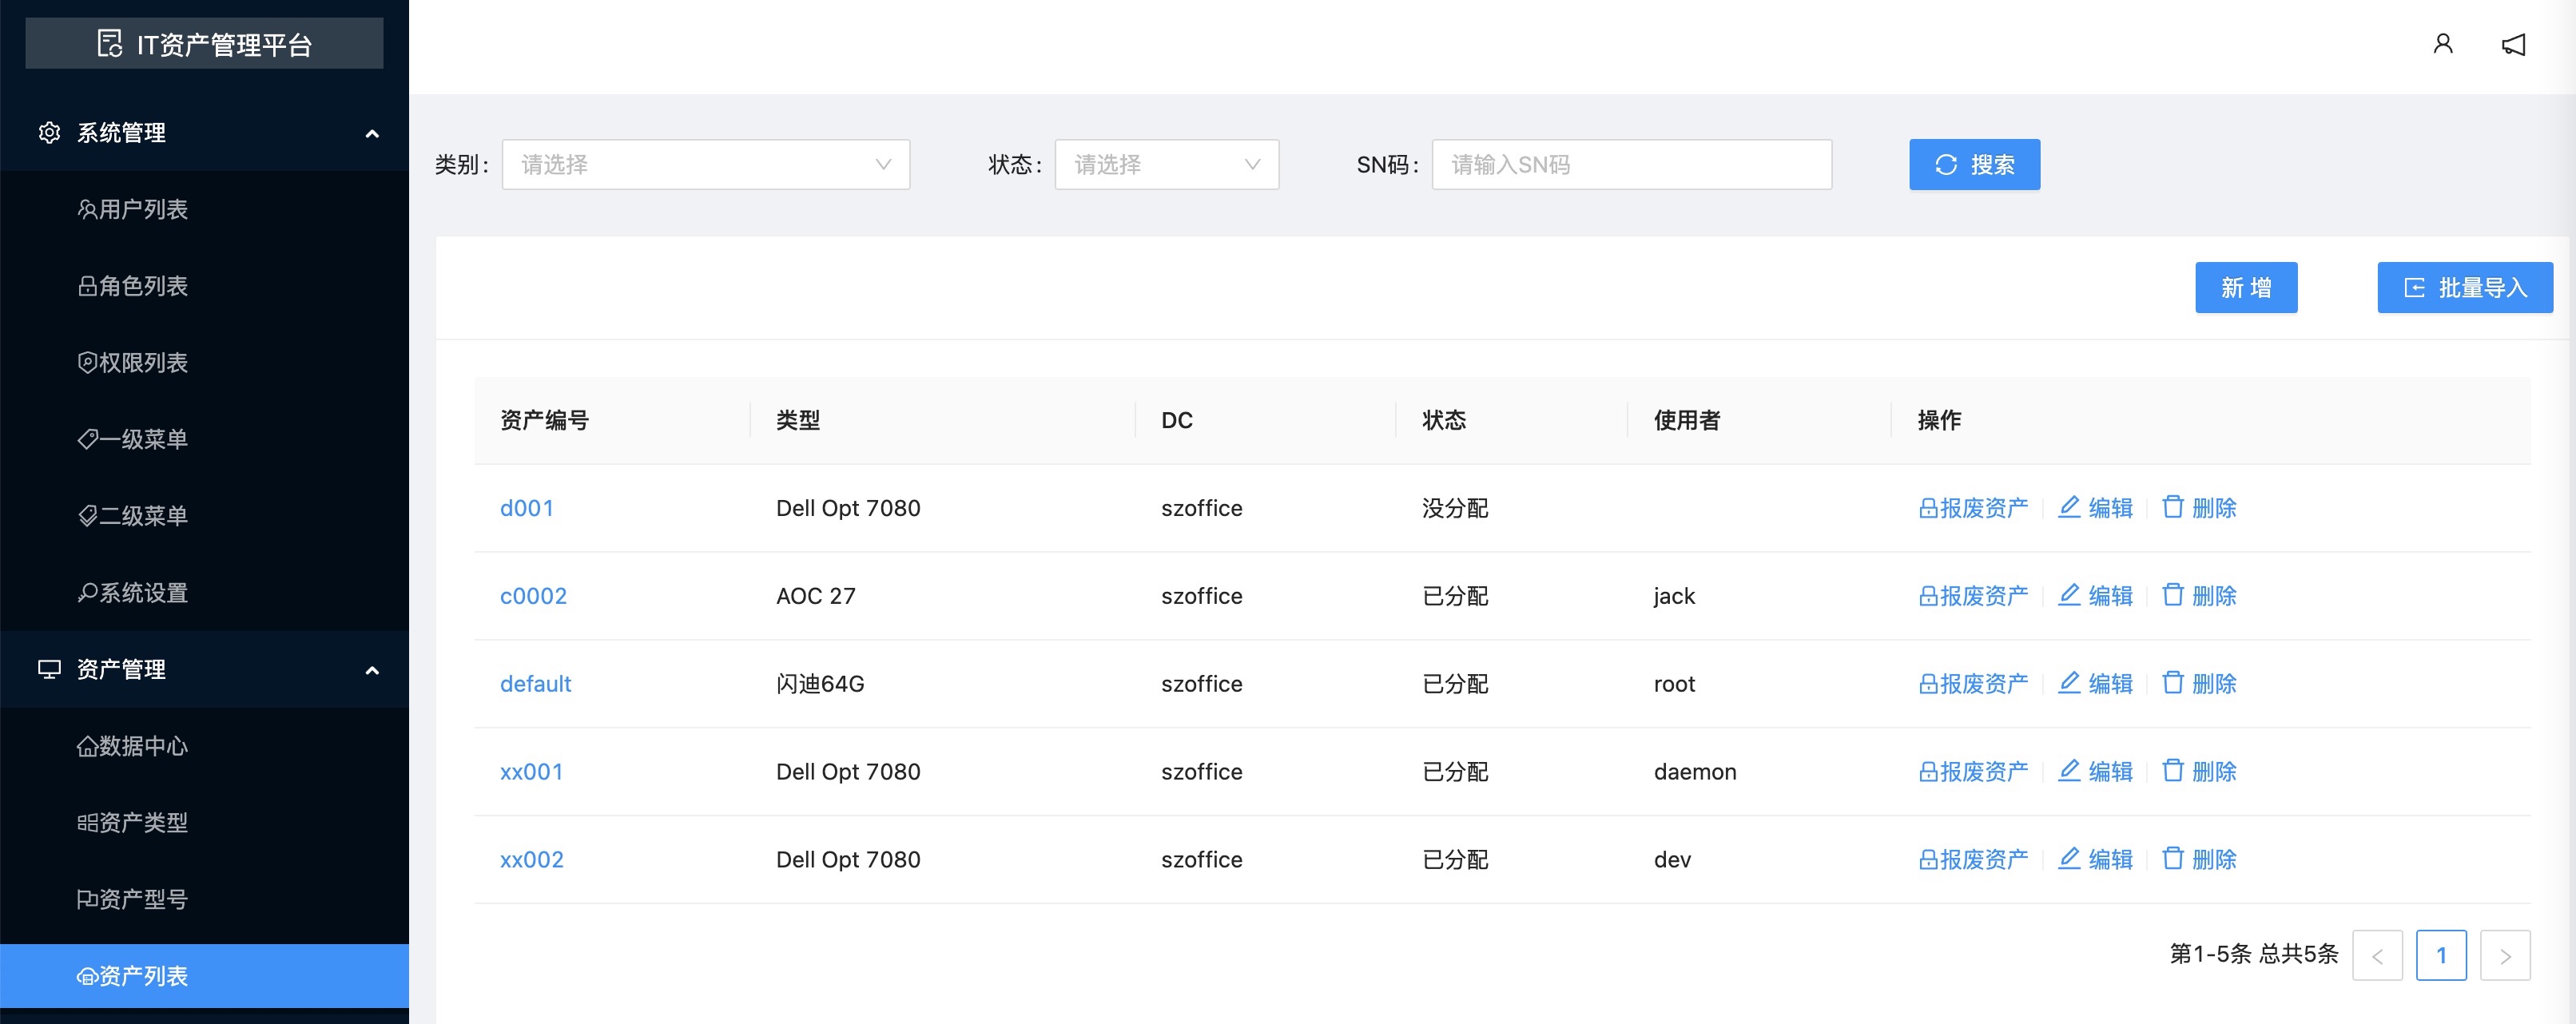 IT资产管理平台
系统管理
用户列表
角色列表
权限列表
一级菜单
二级菜单
系统设置
资产管理
数据中心
资产类型
资产型号
资产列表
类别: 请选择 状态: 请选择 SN码: 请输入SN码 搜索
新 增 批量导入
资产编号 类型 DC 状态 使用者 操作
d001 Dell Opt 7080 szoffice 没分配 报废资产 编辑 删除
c0002 AOC 27 szoffice 已分配 jack 报废资产 编辑 删除
default 闪迪64G szoffice 已分配 root 报废资产 编辑 删除
xx001 Dell Opt 7080 szoffice 已分配 daemon 报废资产 编辑 删除
xx002 Dell Opt 7080 szoffice 已分配 dev 报废资产 编辑 删除
第1-5条 总共5条 < 1 >